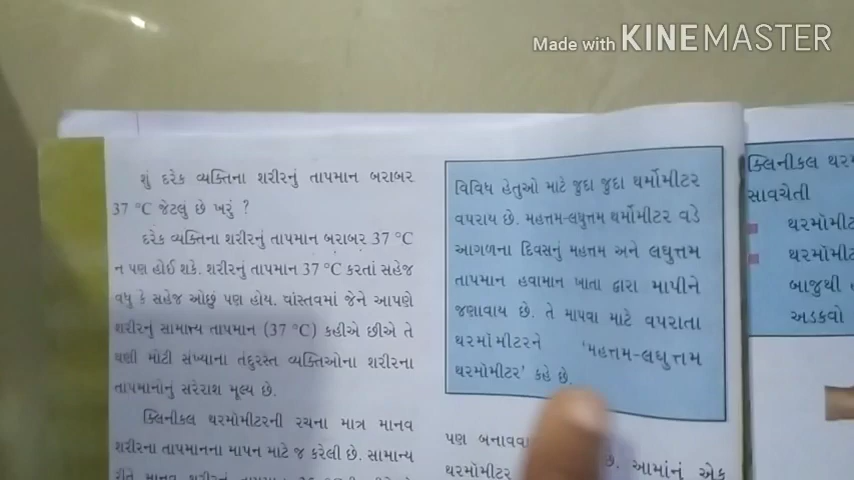 Made with KINEMASTER
શું દરેક વ્યક્તિના શરીરનું તાપમાન બરાબર
37 °C જેટલું છે ખરું ?
દરેક વ્યક્તિના શરીરનું તાપમાન બરાબર 37 °C
ન પણ હોઈ શકે. શરીરનું તાપમાન 37 °C કરતાં સહેજ
વધુ કે સહેજ ઓછું પણ હોય. વાસ્તવમાં જેને આપણે
શરીરનું સામાન્ય તાપમાન (37 °C) કહીએ છીએ તે
ઘણી મોટી સંખ્યાના તંદુરસ્ત વ્યક્તિઓના શરીરના
તાપમાનોનું સરેરાશ મૂલ્ય છે.
ક્લિનીકલ થરમોમીટરની રચના માત્ર માનવ
શરીરના તાપમાનના માપન માટે જ કરેલી છે. સામાન્ય
રીતે માનવ શરીરનું તાપમાન
વિવિધ હેતુઓ માટે જુદા જુદા થર્મોમીટર
વપરાય છે. મહત્તમ-લઘુત્તમ થર્મોમીટર વડે
આગળના દિવસનું મહત્તમ અને લઘુત્તમ
તાપમાન હવામાન ખાતા દ્વારા માપીને
જણાવાય છે. તે માપવા માટે વપરાતા
થરમૉમીટરને 'મહત્તમ-લઘુત્તમ
થરમોમીટર' કહે છે.
પણ બનાવવા
થરમોમીટર છે. આમાંનું એક
ક્લિનીકલ
સાવચેતી
બાજુથી
અડકવો